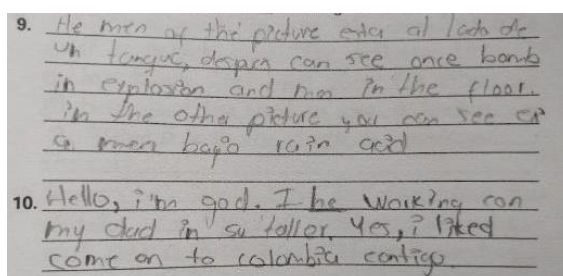 9. He men of the picture esta al lado de
un tanque, despues can see once bomb
in explosion and men in the floor.
in the other picture you can see
a men bajo rain acid
10. Hello, i'm god. I he working con
my dad in su taller, Yes, i liked
come on to colombia contigo